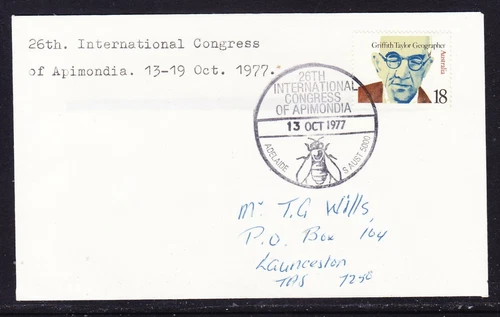 26th. International Congress
of Apimondia. 13-19 Oct. 1977.
Griffith Taylor Geographer
Australia
18
26TH
INTERNATIONAL
CONGRESS
OF APIMONDIA
13 OCT 1977
ADELAIDE S AUST 5000
Mr T.G Wills,
P.O. Box 164
Launceston
TAS 7250